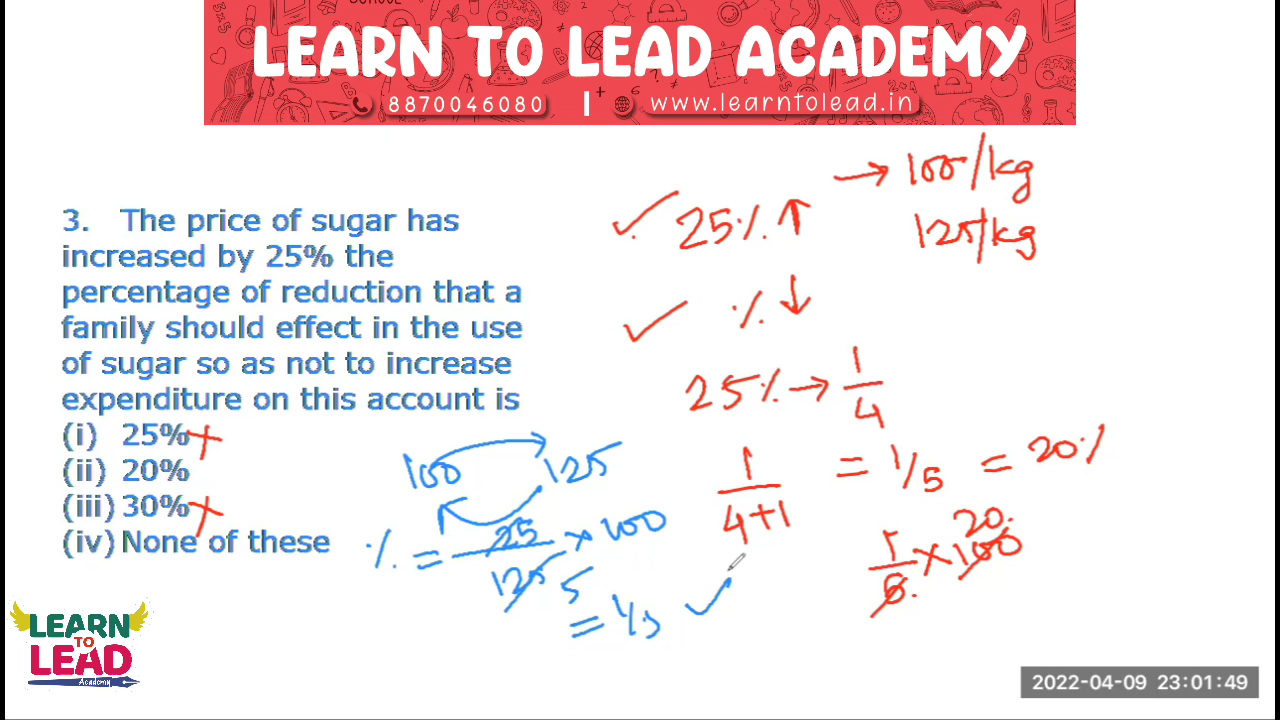 SCHOOL
LEARN TO LEAD ACADEMY
8870046080 | www.learntolead.in
3. The price of sugar has
increased by 25% the
percentage of reduction that a
family should effect in the use
of sugar so as not to increase
expenditure on this account is
(i) 25%
(ii) 20%
(iii) 30%
(iv) None of these
→ 100/kg
✓ 25% ↑
125/kg
✓ % ↓
25% → 1/4
1/(4+1) = 1/5 = 20%
1/5 × 100 20
100 125
% = 25/125 × 100
5
= 1/5 ✓
LEARN
TO
LEAD
Academy
2022-04-09 23:01:49